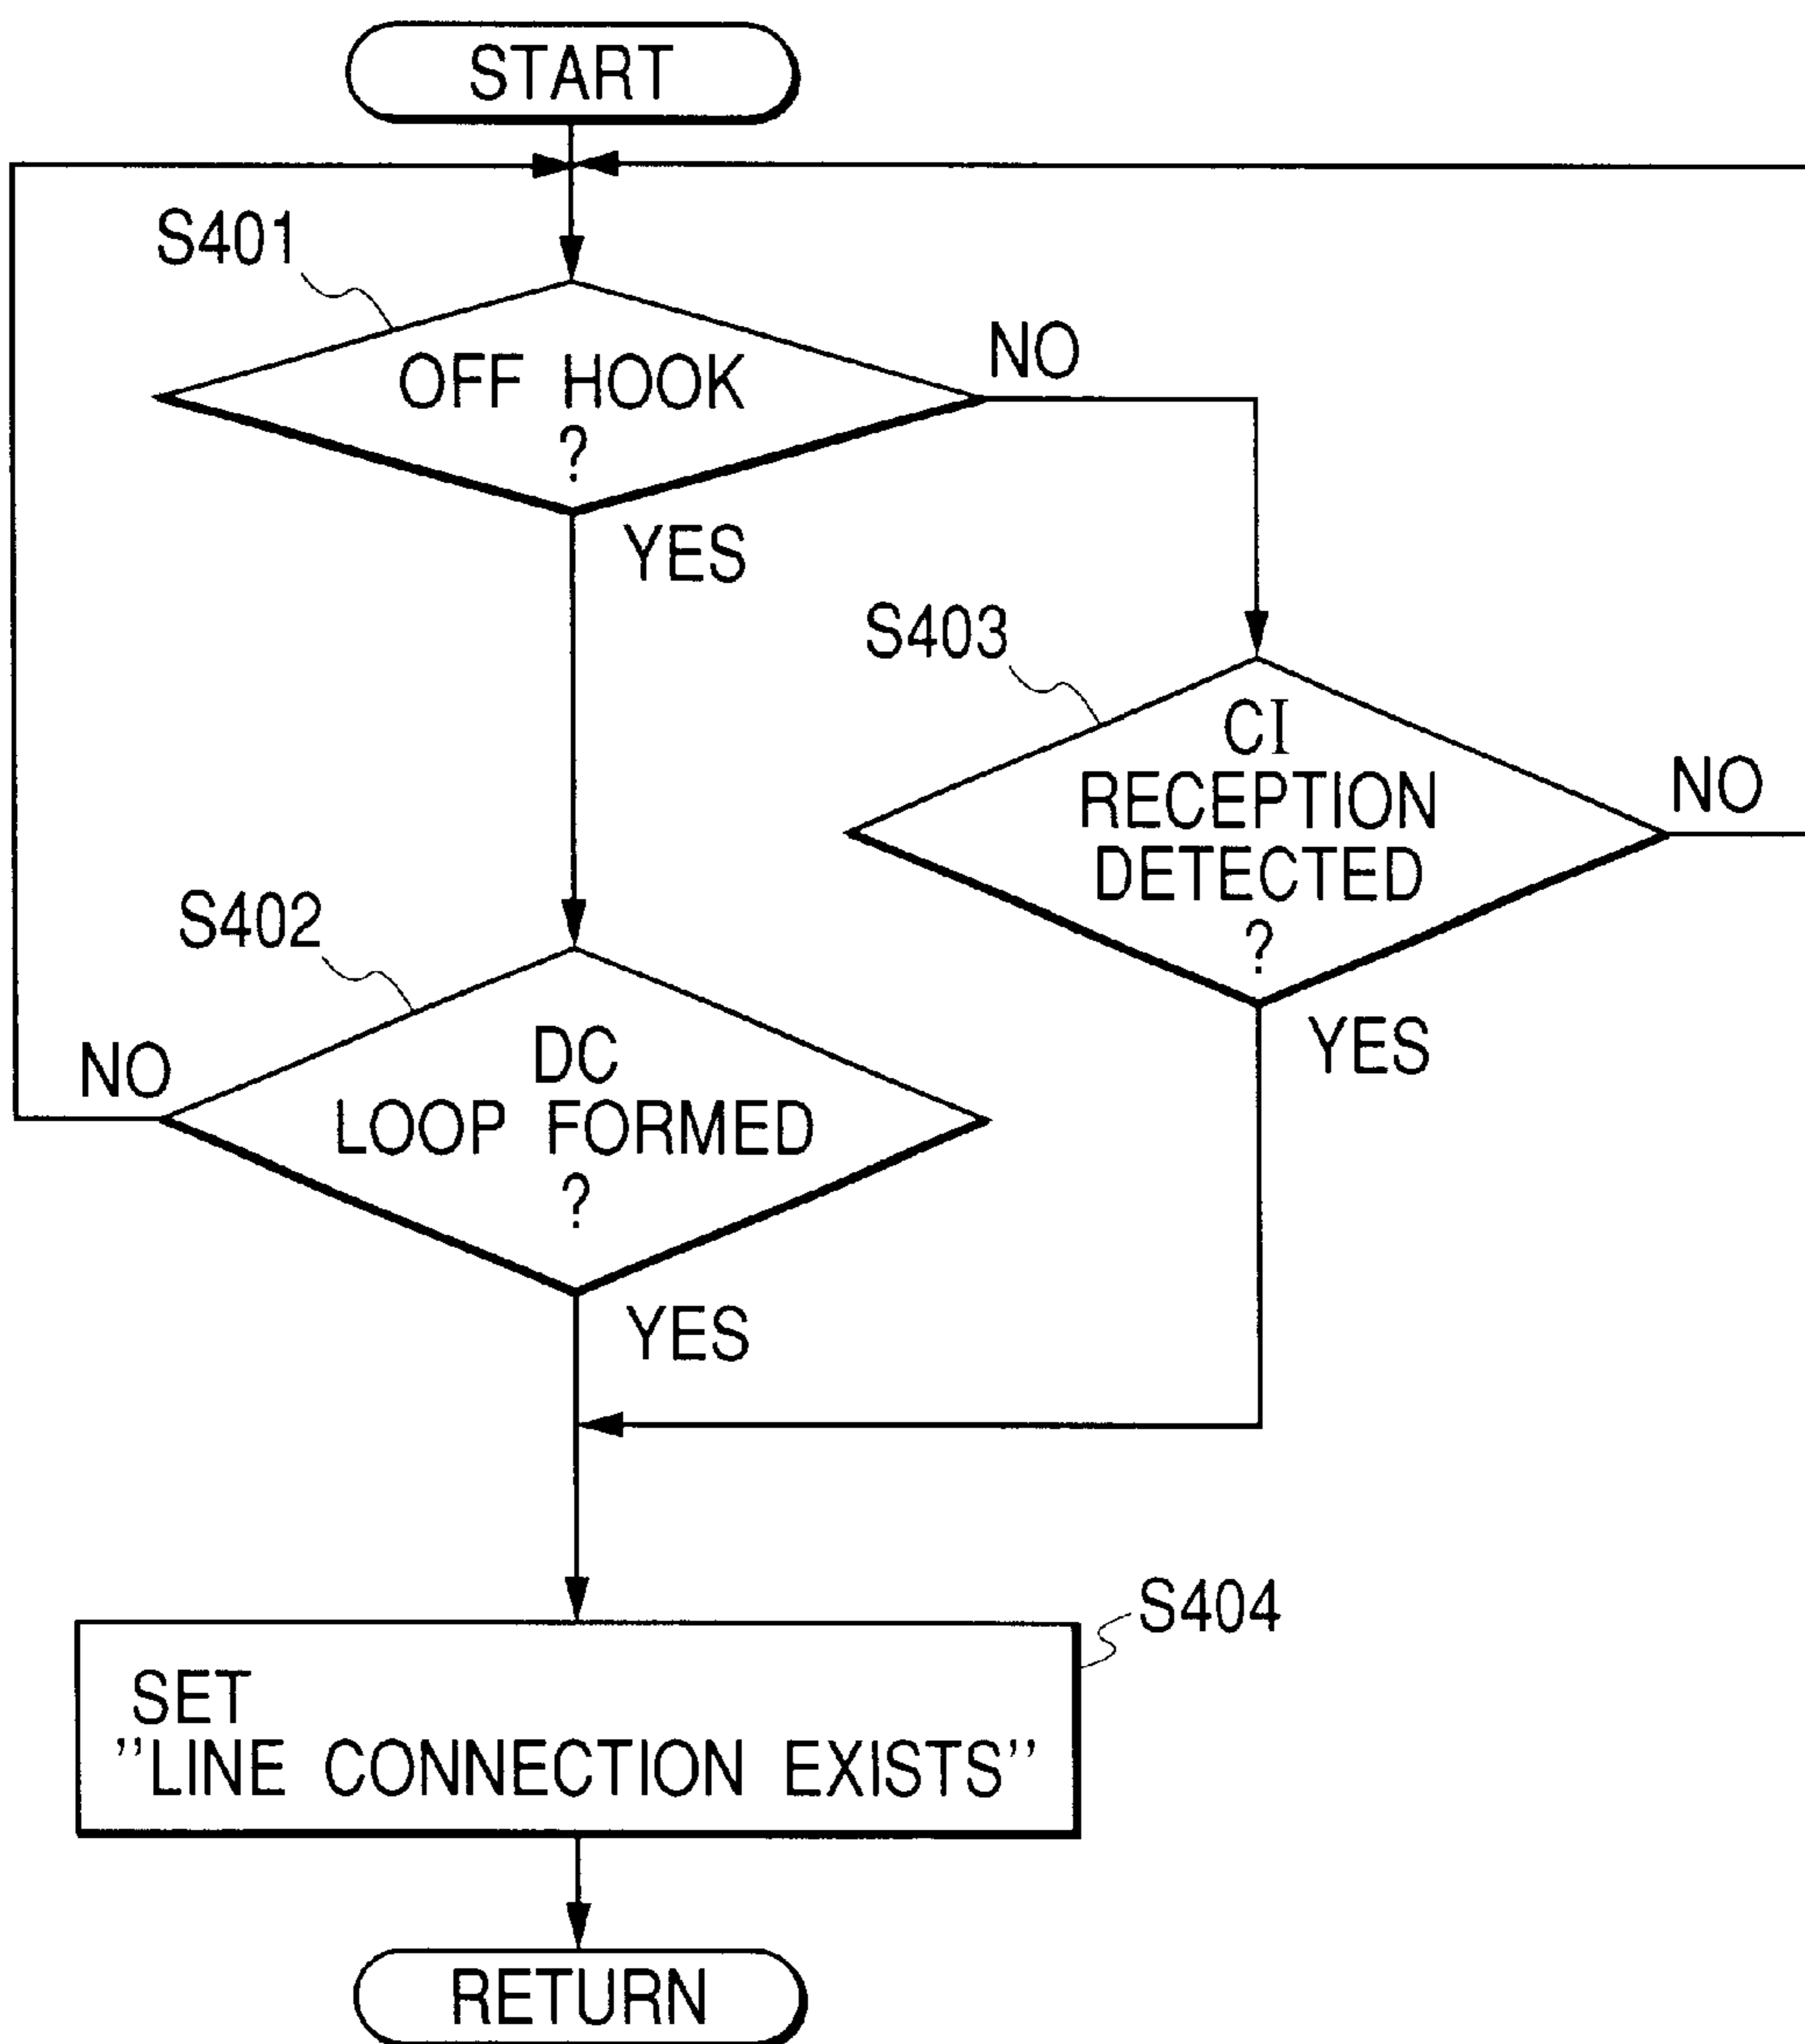 START
S401
OFF HOOK
?
NO
YES
S403
CI
RECEPTION
DETECTED
?
NO
YES
S402
DC
LOOP FORMED
?
NO
YES
S404
SET
"LINE CONNECTION EXISTS"
RETURN